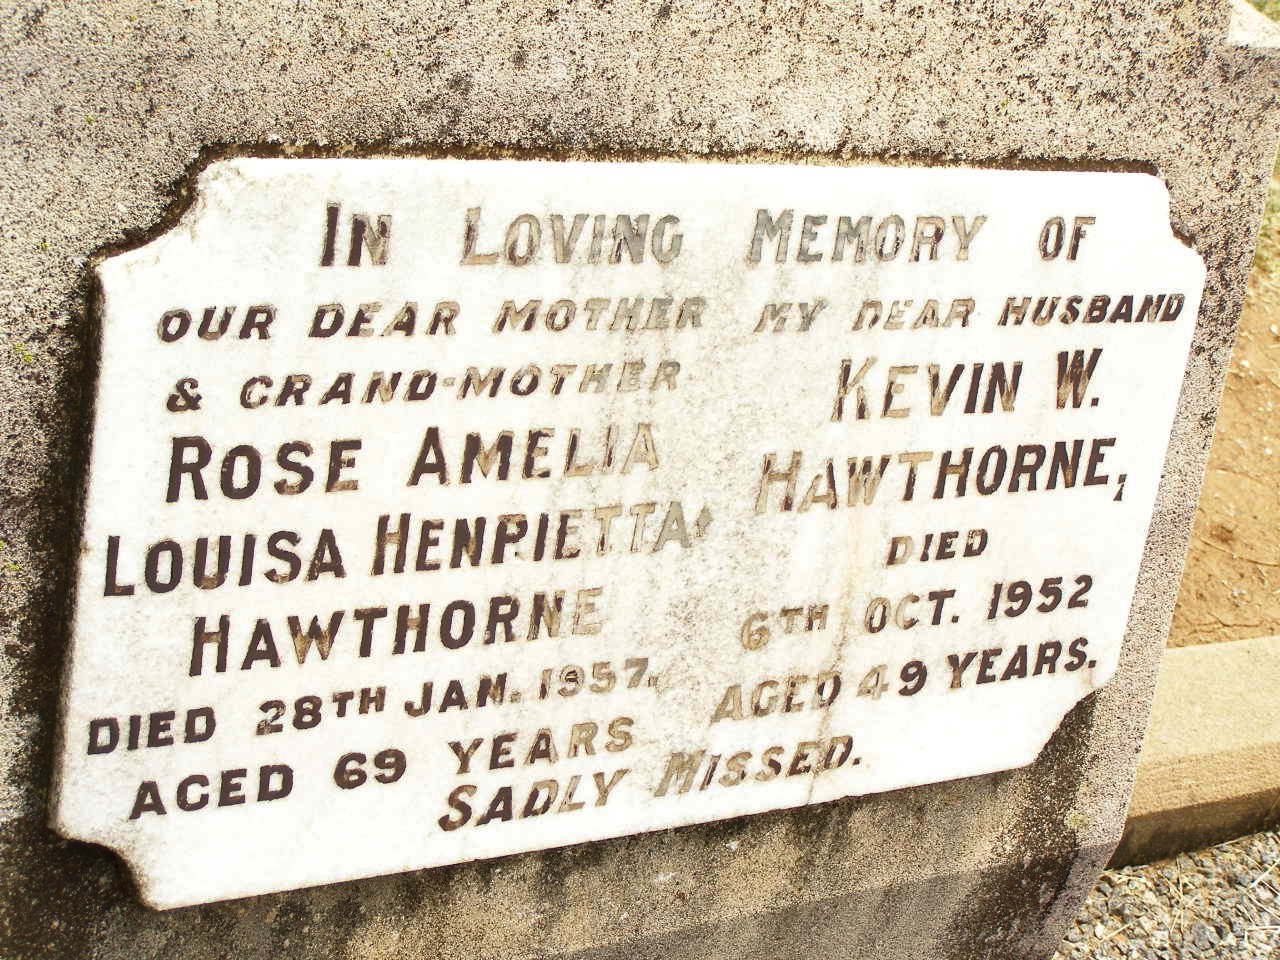 IN LOVING MEMORY OF
OUR DEAR MOTHER
& GRAND-MOTHER
ROSE AMELIA
LOUISA HENRIETTA
HAWTHORNE
DIED 28TH JAN. 1957.
AGED 69 YEARS
MY DEAR HUSBAND
KEVIN W.
HAWTHORNE,
DIED
6TH OCT. 1952
AGED 49 YEARS.
SADLY MISSED.